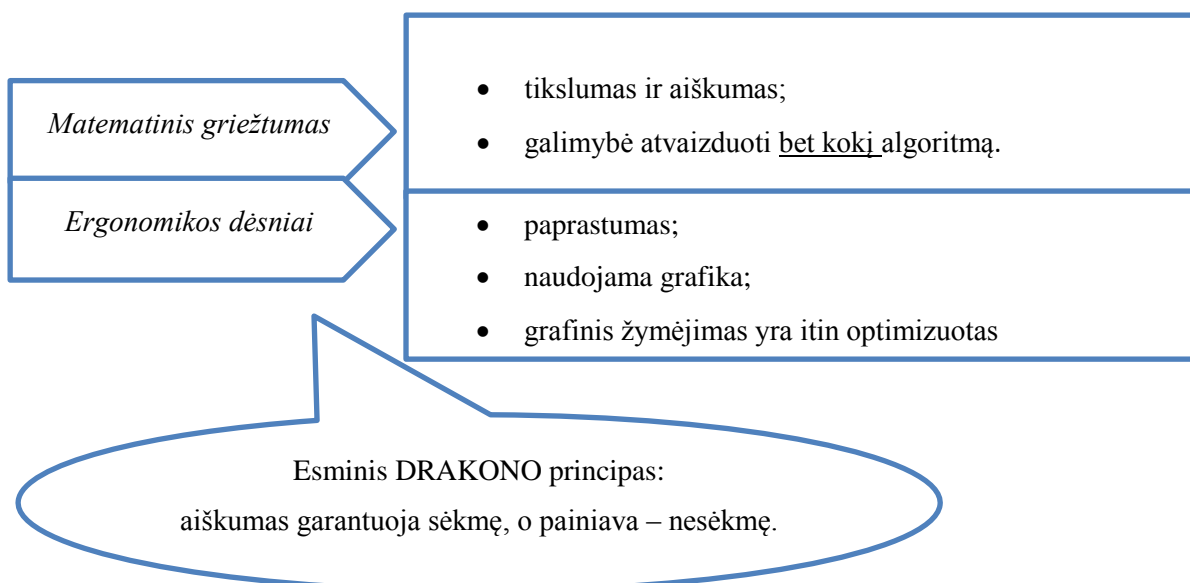 Matematinis griežtumas
• tikslumas ir aiškumas;
• galimybė atvaizduoti bet kokį algoritmą.
Ergonomikos dėsniai
• paprastumas;
• naudojama grafika;
• grafinis žymėjimas yra itin optimizuotas
Esminis DRAKONO principas:
aiškumas garantuoja sėkmę, o painiava – nesėkmę.